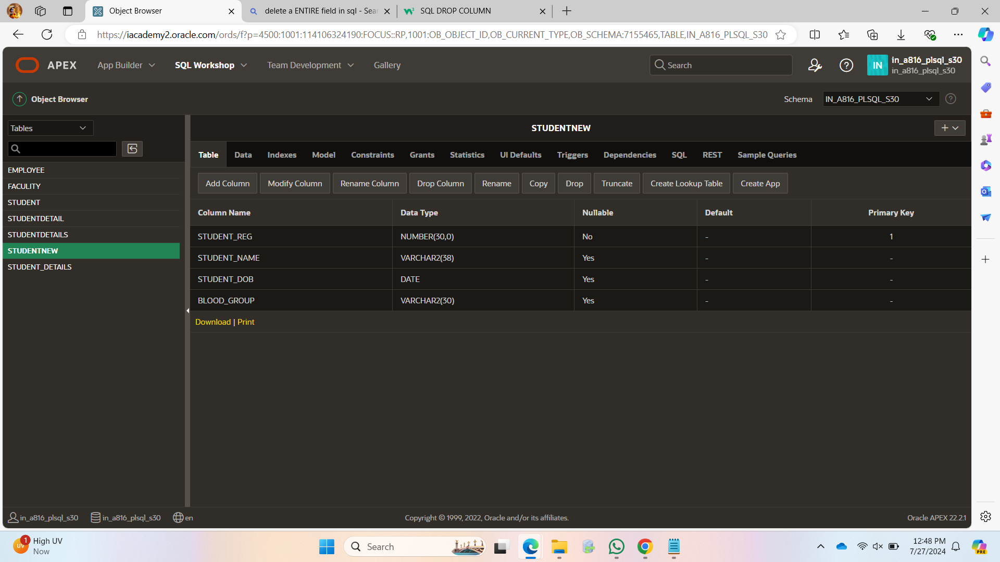 Object Browser
delete a ENTIRE field in sql - Sea
SQL DROP COLUMN
https://iacademy2.oracle.com/ords/f?p=4500:1001:114106324190:FOCUS::RP,1001:OB_OBJECT_ID,OB_CURRENT_TYPE,OB_SCHEMA:7155465,TABLE,IN_A816_PLSQL_S30
APEX App Builder SQL Workshop Team Development Gallery Search IN in_a816_plsql_s30
in_a816_plsql_s30
Object Browser Schema IN_A816_PLSQL_S30
Tables
EMPLOYEE
FACULITY
STUDENT
STUDENTDETAIL
STUDENTDETAILS
STUDENTNEW
STUDENT_DETAILS
STUDENTNEW
Table Data Indexes Model Constraints Grants Statistics UI Defaults Triggers Dependencies SQL REST Sample Queries
Add Column Modify Column Rename Column Drop Column Rename Copy Drop Truncate Create Lookup Table Create App
Column Name Data Type Nullable Default Primary Key
STUDENT_REG NUMBER(30,0) No - 1
STUDENT_NAME VARCHAR2(38) Yes - -
STUDENT_DOB DATE Yes - -
BLOOD_GROUP VARCHAR2(30) Yes - -
Download | Print
in_a816_plsql_s30 in_a816_plsql_s30 en Copyright © 1999, 2022, Oracle and/or its affiliates. Oracle APEX 22.2.1
UV 1 High UV
Now
Search
PRE
12:48 PM
7/27/2024